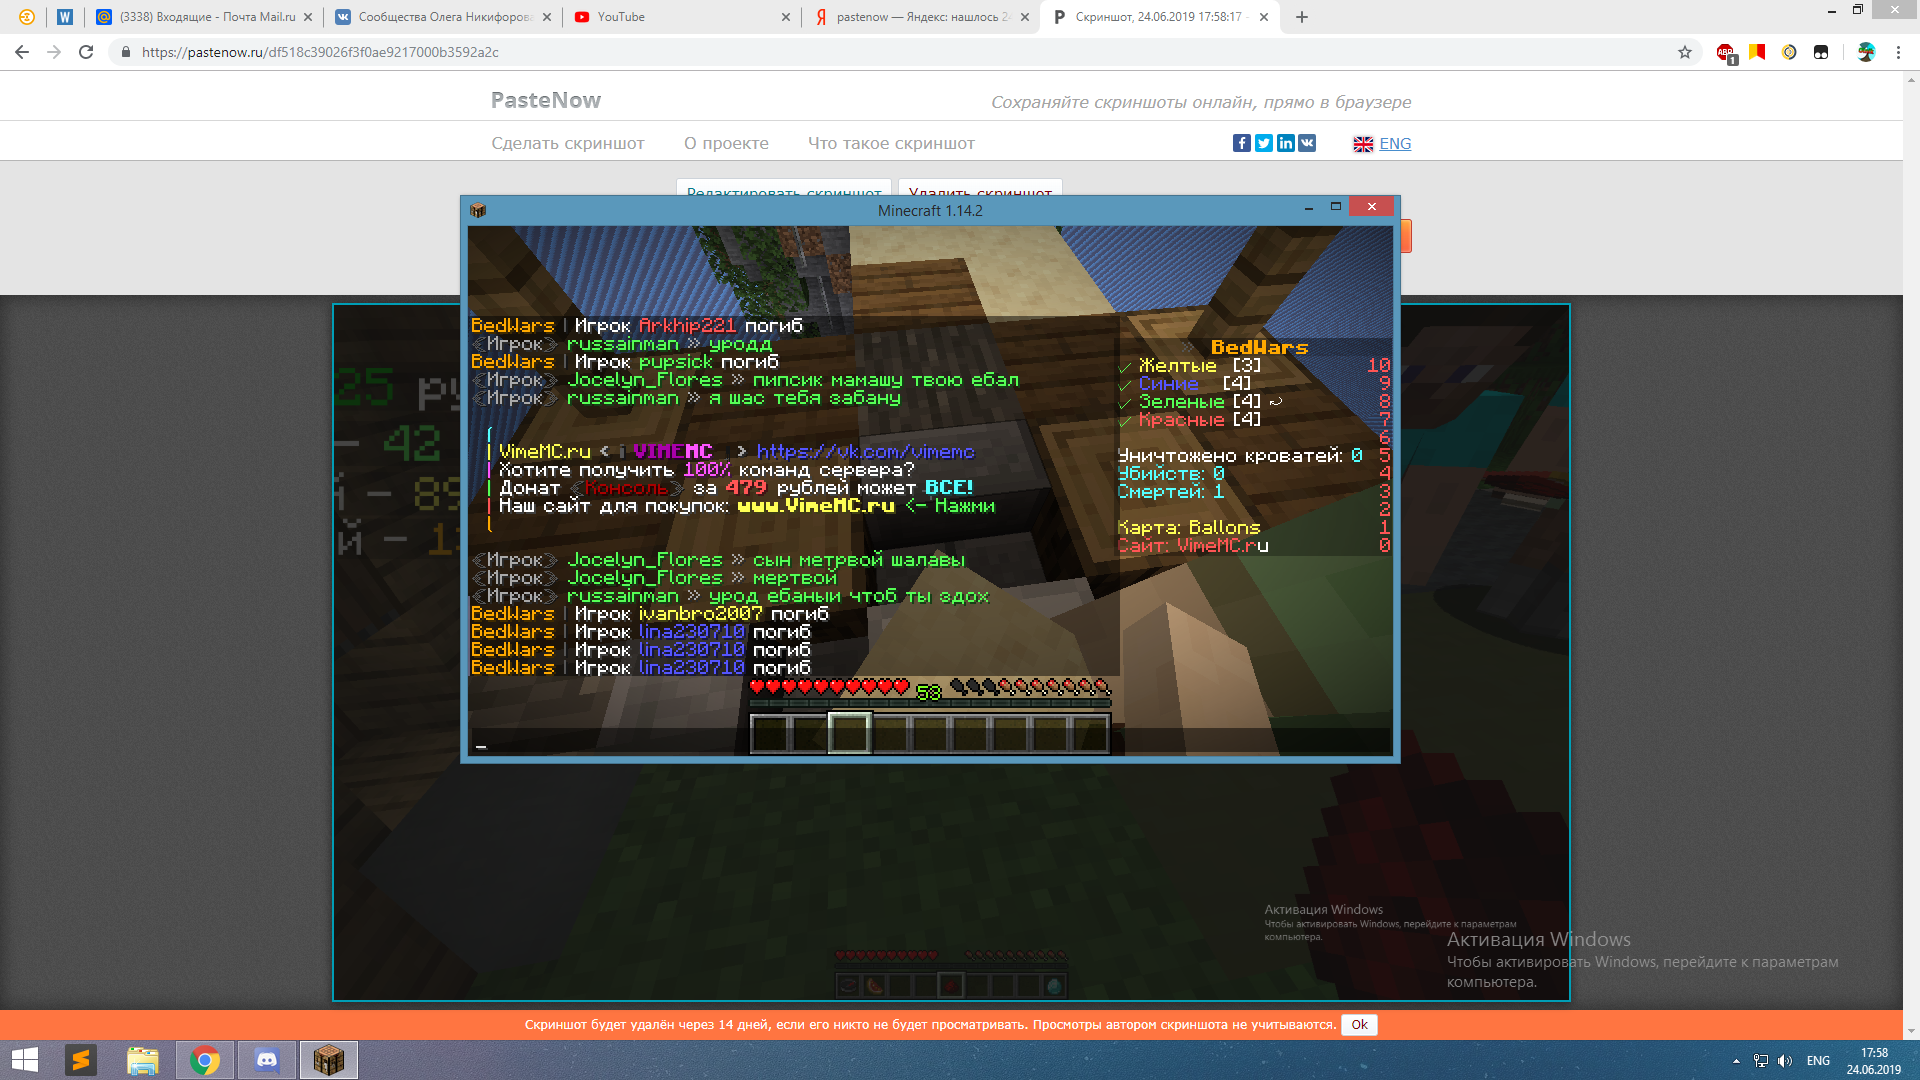 (3338) Входящие - Почта Mail.ru
Сообщества Олега Никифоров
YouTube
pastenow — Яндекс: нашлось 2
Скриншот, 24.06.2019 17:58:17
https://pastenow.ru/df518c39026f3f0ae9217000b3592a2c
PasteNow
Сохраняйте скриншоты онлайн, прямо в браузере
Сделать скриншот
О проекте
Что такое скриншот
ENG
Редактировать скриншот
Удалить скриншот
Minecraft 1.14.2
BedWars | Игрок Arkhip221 погиб
<Игрок> russainman » уродд
BedWars | Игрок pupsick погиб
<Игрок> Jocelyn_Flores » пипсик мамашу твою ебал
<Игрок> russainman » я шас тебя забану
VimeMC.ru < | VIMEMC > https://vk.com/vimemc
Хотите получить 100% команд сервера?
Донат <Консоль> за 479 рублей может ВСЕ!
Наш сайт для покупок: www.VimeMC.ru <- Нажми
<Игрок> Jocelyn_Flores » сын метрвой шалавы
<Игрок> Jocelyn_Flores » мертвой
<Игрок> russainman » урод ебаныи чтоб ты здох
BedWars | Игрок ivanbro2007 погиб
BedWars | Игрок lina230710 погиб
BedWars | Игрок lina230710 погиб
BedWars | Игрок lina230710 погиб
» BedWars
✓ Желтые [3] 10
✓ Синие [4] 9
✓ Зеленые [4] 8
✓ Красные [4] 7
6
Уничтожено кроватей: 0 5
Убийств: 0 4
Смертей: 1 3
2
Карта: Ballons 1
Сайт: VimeMC.ru 0
58
25 ру
- 42
й - 89
й - 1
Активация Windows
Чтобы активировать Windows, перейдите к параметрам
компьютера.
Активация Windows
Чтобы активировать Windows, перейдите к параметрам
компьютера.
Скриншот будет удалён через 14 дней, если его никто не будет просматривать. Просмотры автором скриншота не учитываются.
Ok
ENG
17:58
24.06.2019